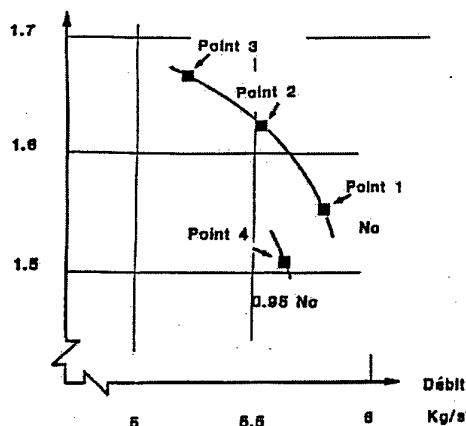 1.7
Point 3
Point 2
1.6
Point 1
Point 4
No
1.5
0.95 No
Débit
5
5.5
6
Kg/s